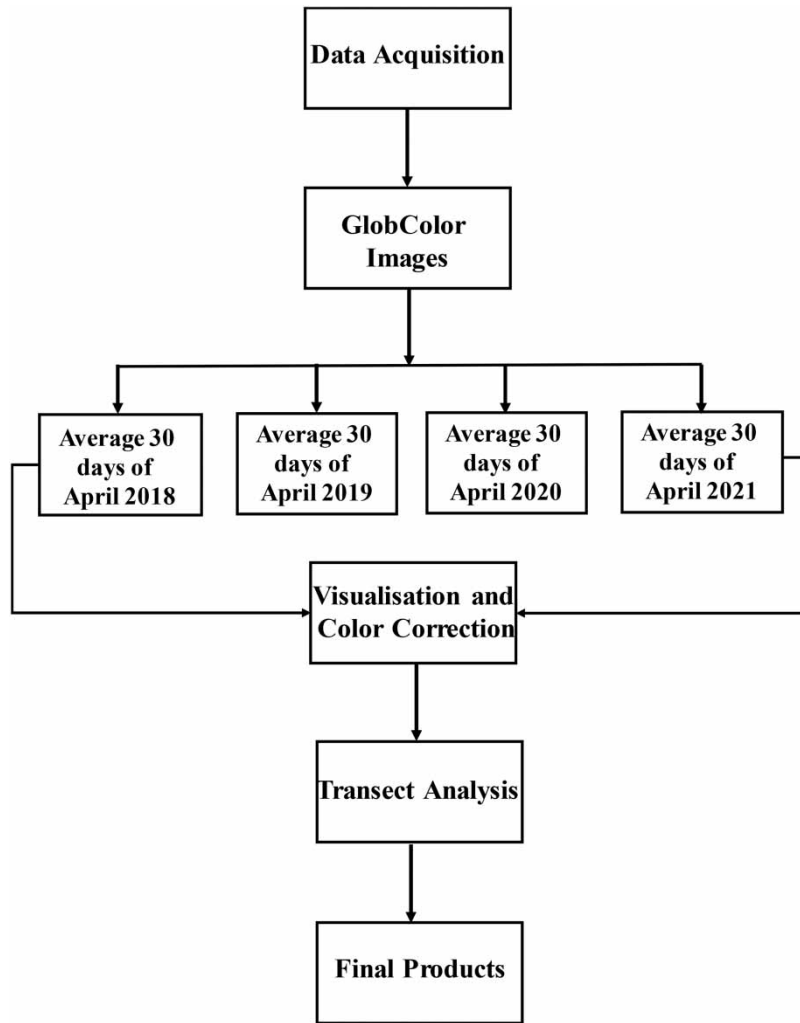 Data Acquisition
GlobColor
Images
Average 30
days of
April 2018
Average 30
days of
April 2019
Average 30
days of
April 2020
Average 30
days of
April 2021
Visualisation and
Color Correction
Transect Analysis
Final Products